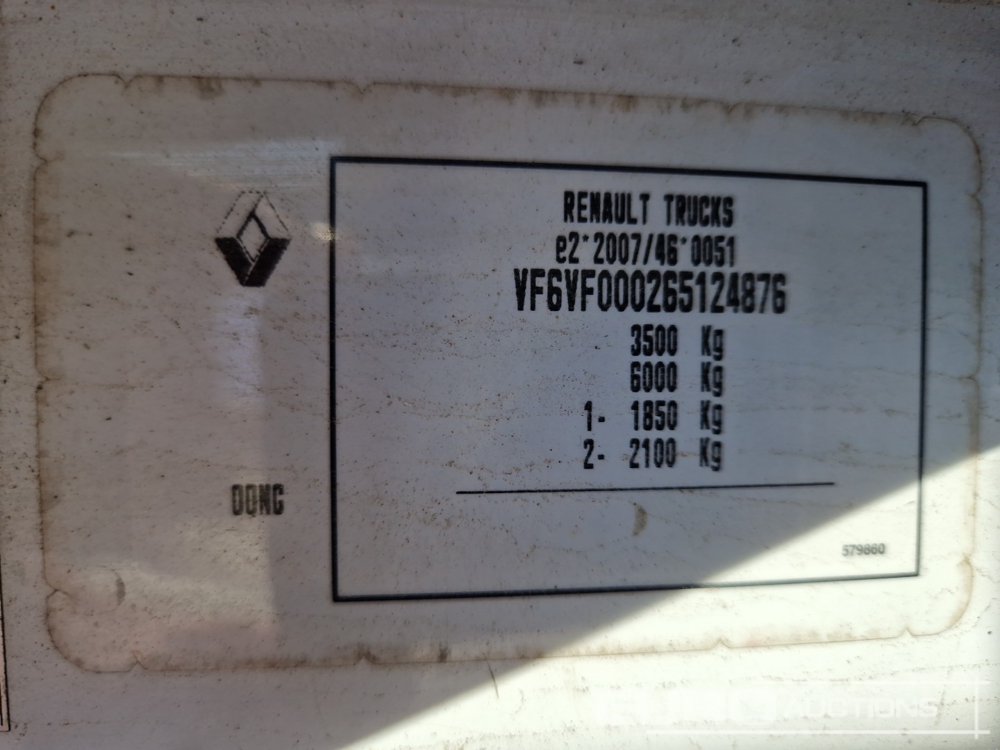 RENAULT TRUCKS
e2*2007/46*0051
VF6VF000265124876
3500 Kg
6000 Kg
1- 1850 Kg
2- 2100 Kg
DQNC
579860
AUCTIONS